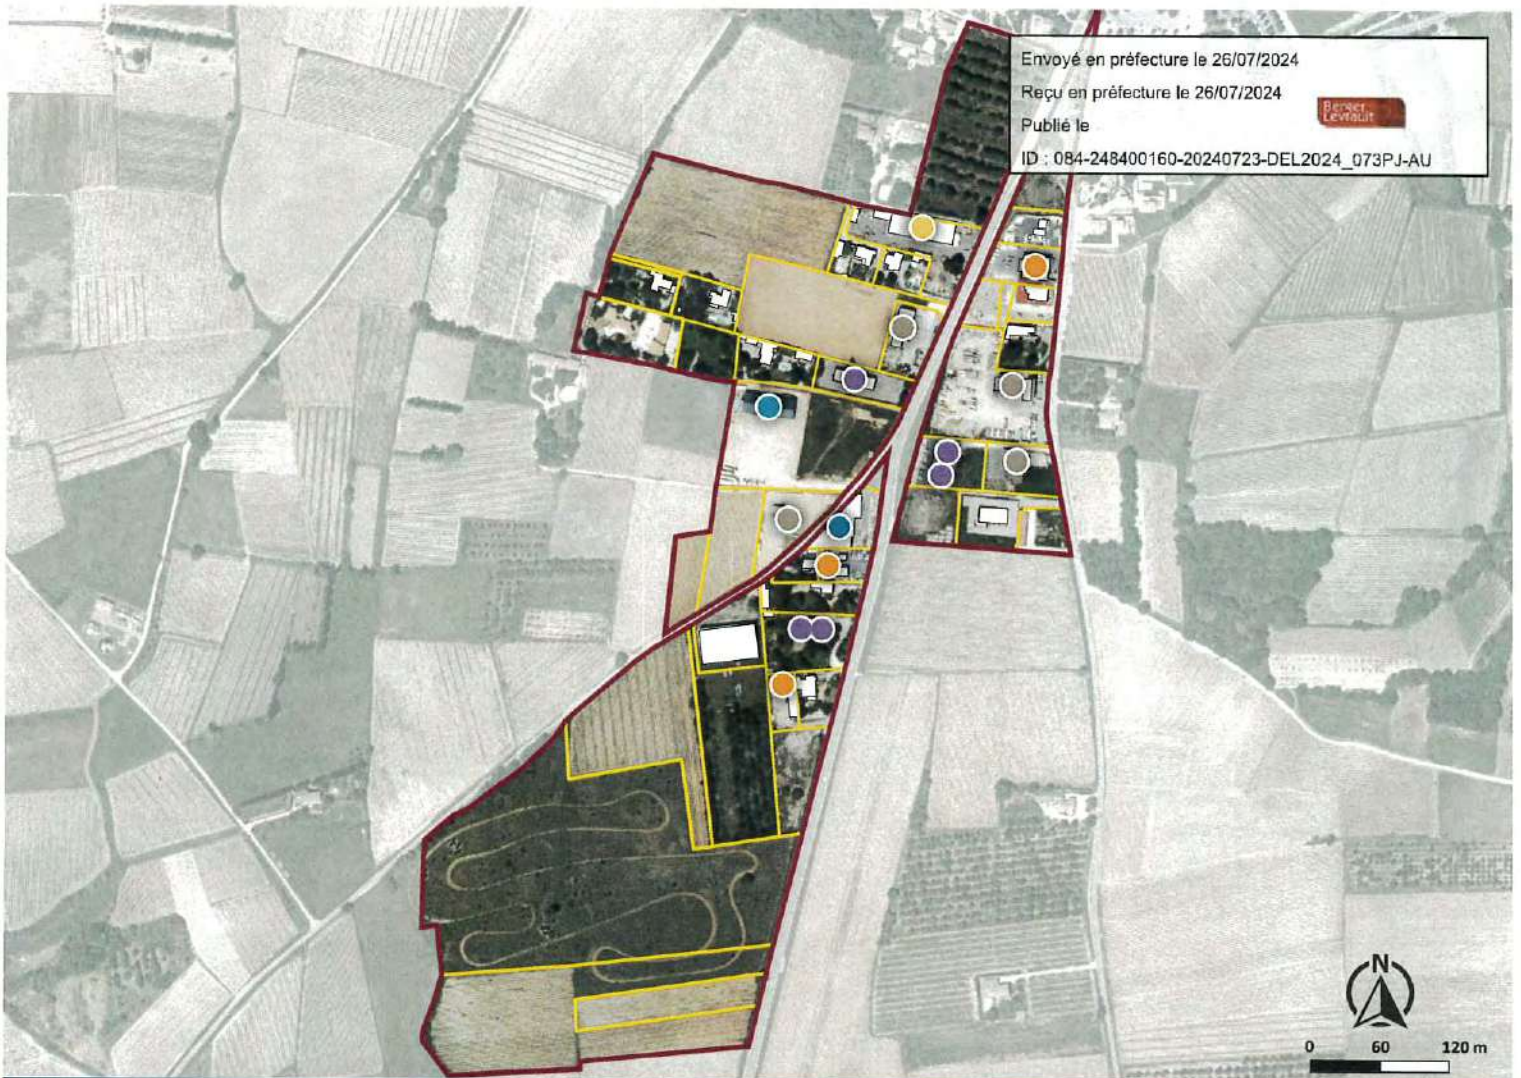 Envoyé en préfecture le 26/07/2024
Reçu en préfecture le 26/07/2024
Publié le
Berger
Levrault
ID : 084-248400160-20240723-DEL2024_073PJ-AU
N
0 60 120 m